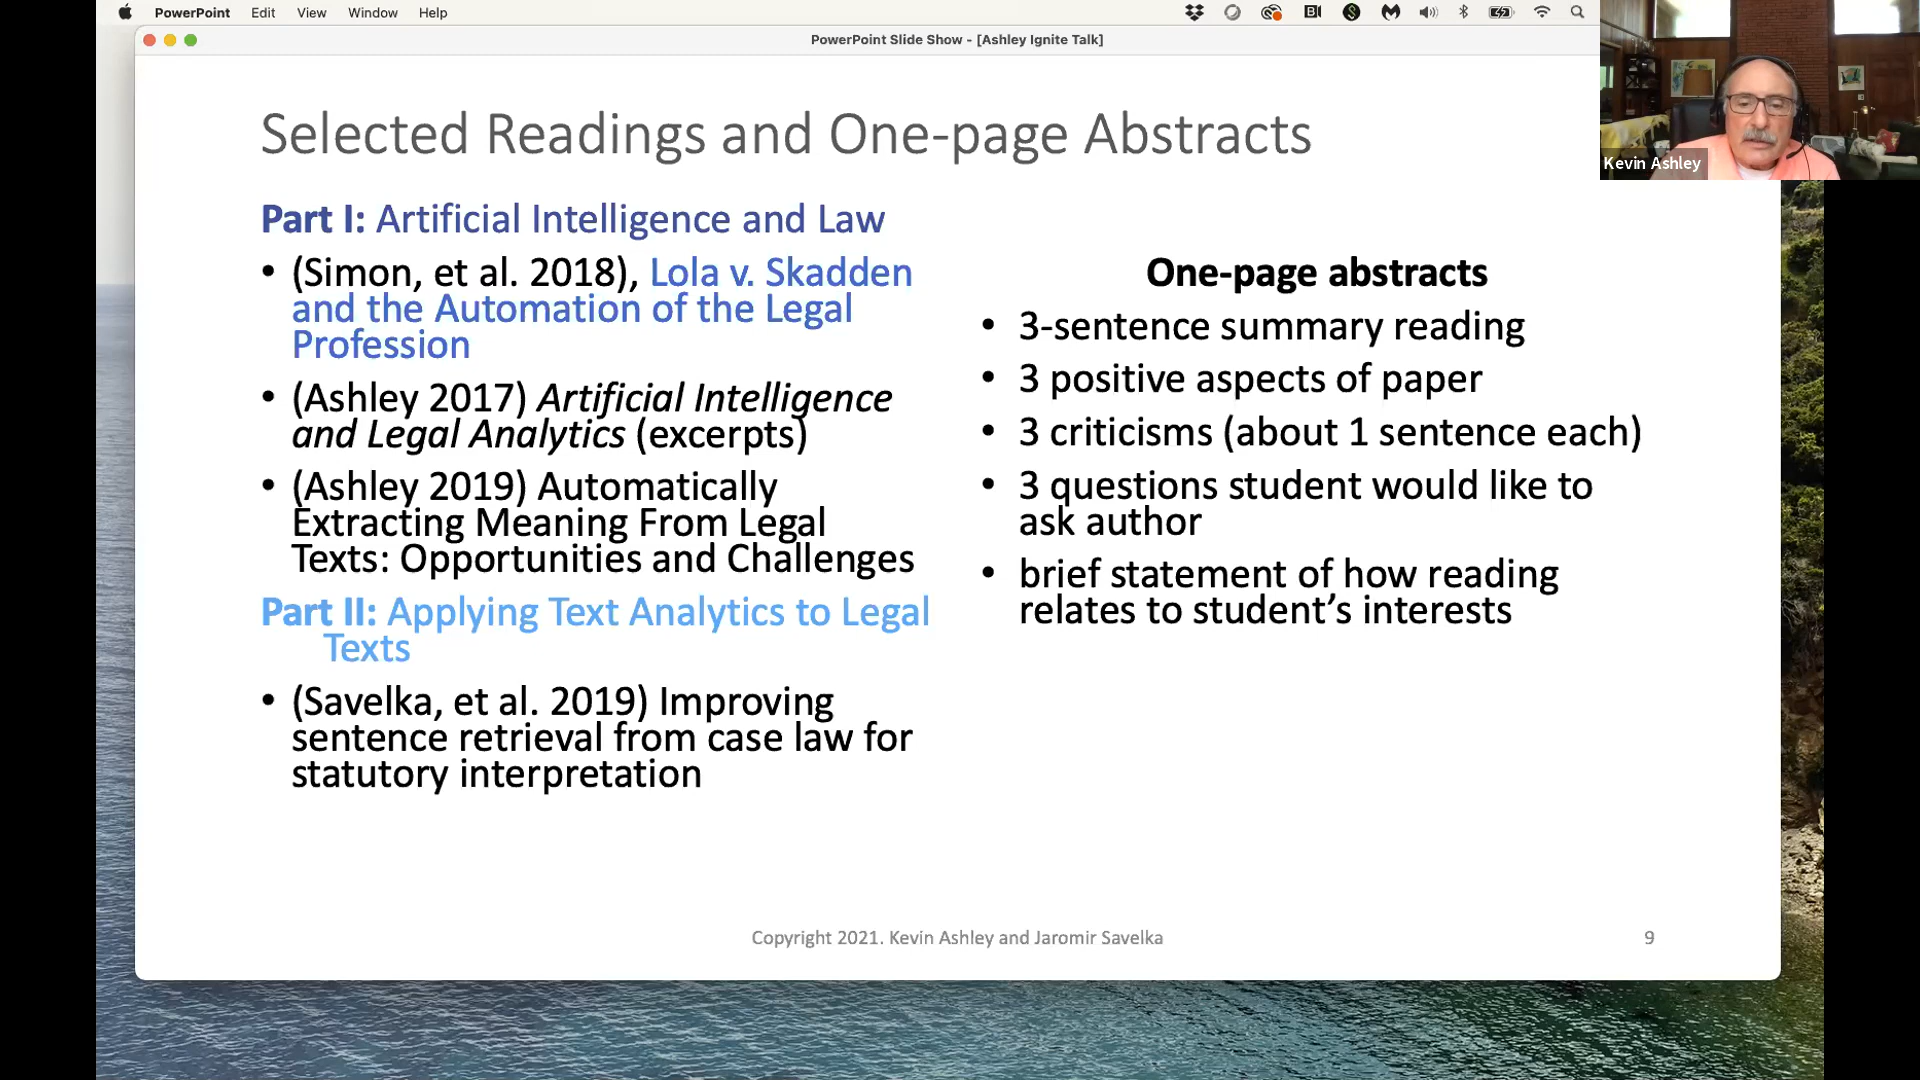 PowerPoint Edit View Window Help
PowerPoint Slide Show - [Ashley Ignite Talk]
Kevin Ashley
Selected Readings and One-page Abstracts
Part I: Artificial Intelligence and Law
• (Simon, et al. 2018), Lola v. Skadden
and the Automation of the Legal
Profession
• (Ashley 2017) Artificial Intelligence
and Legal Analytics (excerpts)
• (Ashley 2019) Automatically
Extracting Meaning From Legal
Texts: Opportunities and Challenges
Part II: Applying Text Analytics to Legal
Texts
• (Savelka, et al. 2019) Improving
sentence retrieval from case law for
statutory interpretation
One-page abstracts
• 3-sentence summary reading
• 3 positive aspects of paper
• 3 criticisms (about 1 sentence each)
• 3 questions student would like to
ask author
• brief statement of how reading
relates to student’s interests
Copyright 2021. Kevin Ashley and Jaromir Savelka
9